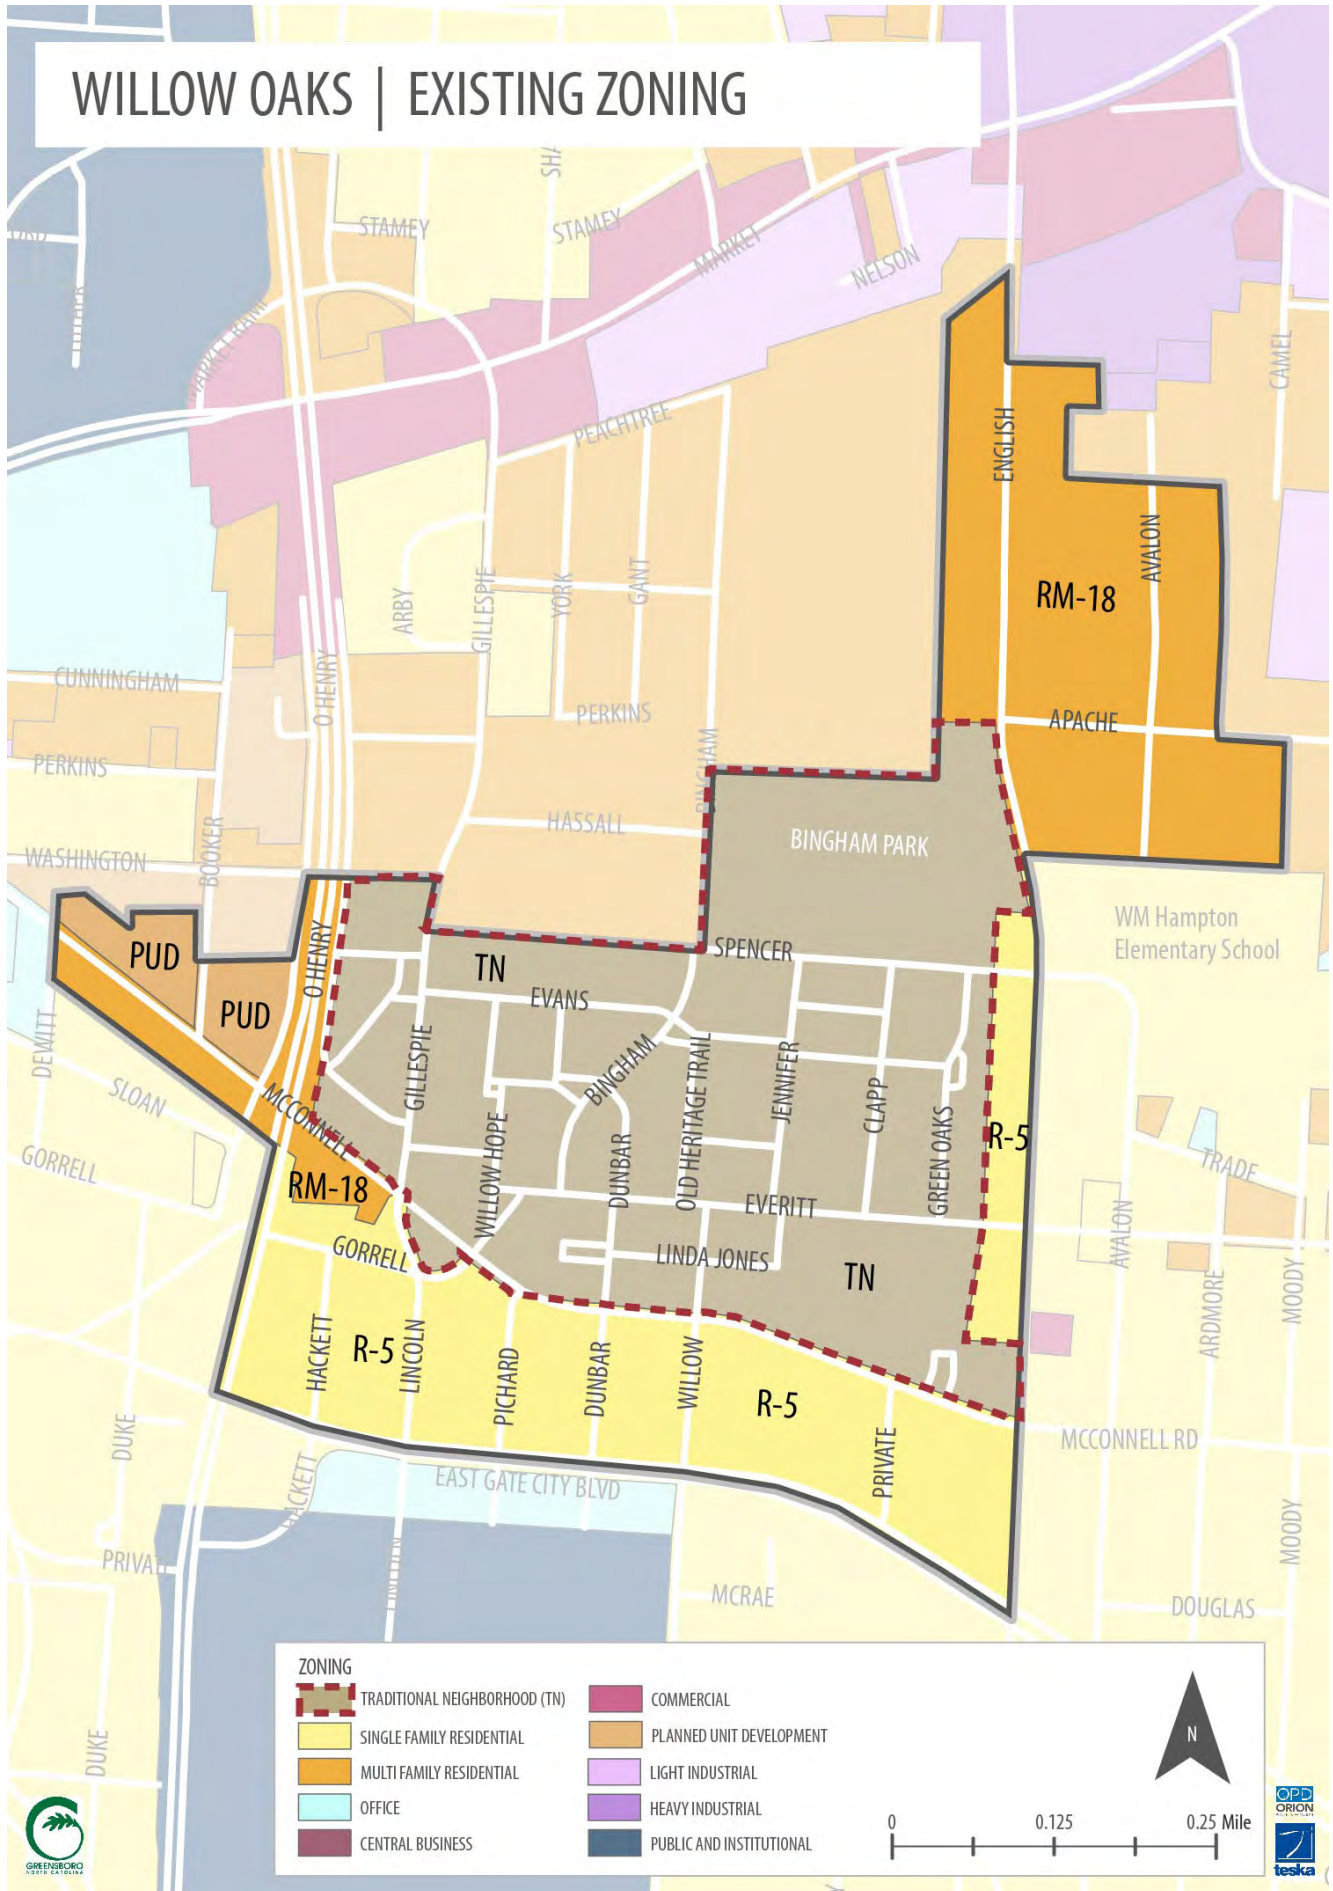 WILLOW OAKS | EXISTING ZONING
STAMEY
STAMEY
MARKET
NELSON
MARKET RAMP
CAMEL
PEACHTREE
ENGLISH
AVALON
ARBY
GILLESPIE
YORK
GANT
RM-18
CUNNINGHAM
O HENRY
PERKINS
APACHE
PERKINS
BINGHAM
HASSALL
BINGHAM PARK
WASHINGTON
BOOKER
WM Hampton
Elementary School
PUD
O HENRY
TN
SPENCER
PUD
EVANS
DEWITT
GILLESPIE
BINGHAM
OLD HERITAGE TRAIL
JENNIFER
CLAPP
SLOAN
MCCONNELL
WILLOW HOPE
DUNBAR
GREEN OAKS
R-5
GORRELL
TRADE
RM-18
EVERITT
AVALON
GORRELL
LINDA JONES
TN
ARDMORE
MOODY
HACKETT
R-5
LINCOLN
PICHARD
DUNBAR
WILLOW
R-5
DUKE
PRIVATE
MCCONNELL RD
HACKETT
EAST GATE CITY BLVD
MOODY
LINCOLN
MCRAE
DOUGLAS
DUKE
ZONING
TRADITIONAL NEIGHBORHOOD (TN)
SINGLE FAMILY RESIDENTIAL
MULTI FAMILY RESIDENTIAL
OFFICE
CENTRAL BUSINESS
COMMERCIAL
PLANNED UNIT DEVELOPMENT
LIGHT INDUSTRIAL
HEAVY INDUSTRIAL
PUBLIC AND INSTITUTIONAL
N
0 0.125 0.25 Mile
GREENSBORO
NORTH CAROLINA
OPD
ORION
teska